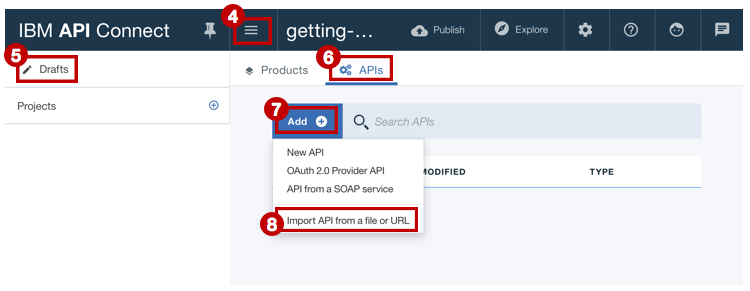 IBM API Connect
4
getting-...
Publish
Explore
5
Drafts
Projects
Products
6
APIs
7
Add
Search APIs
New API
OAuth 2.0 Provider API
API from a SOAP service
8
Import API from a file or URL
MODIFIED
TYPE